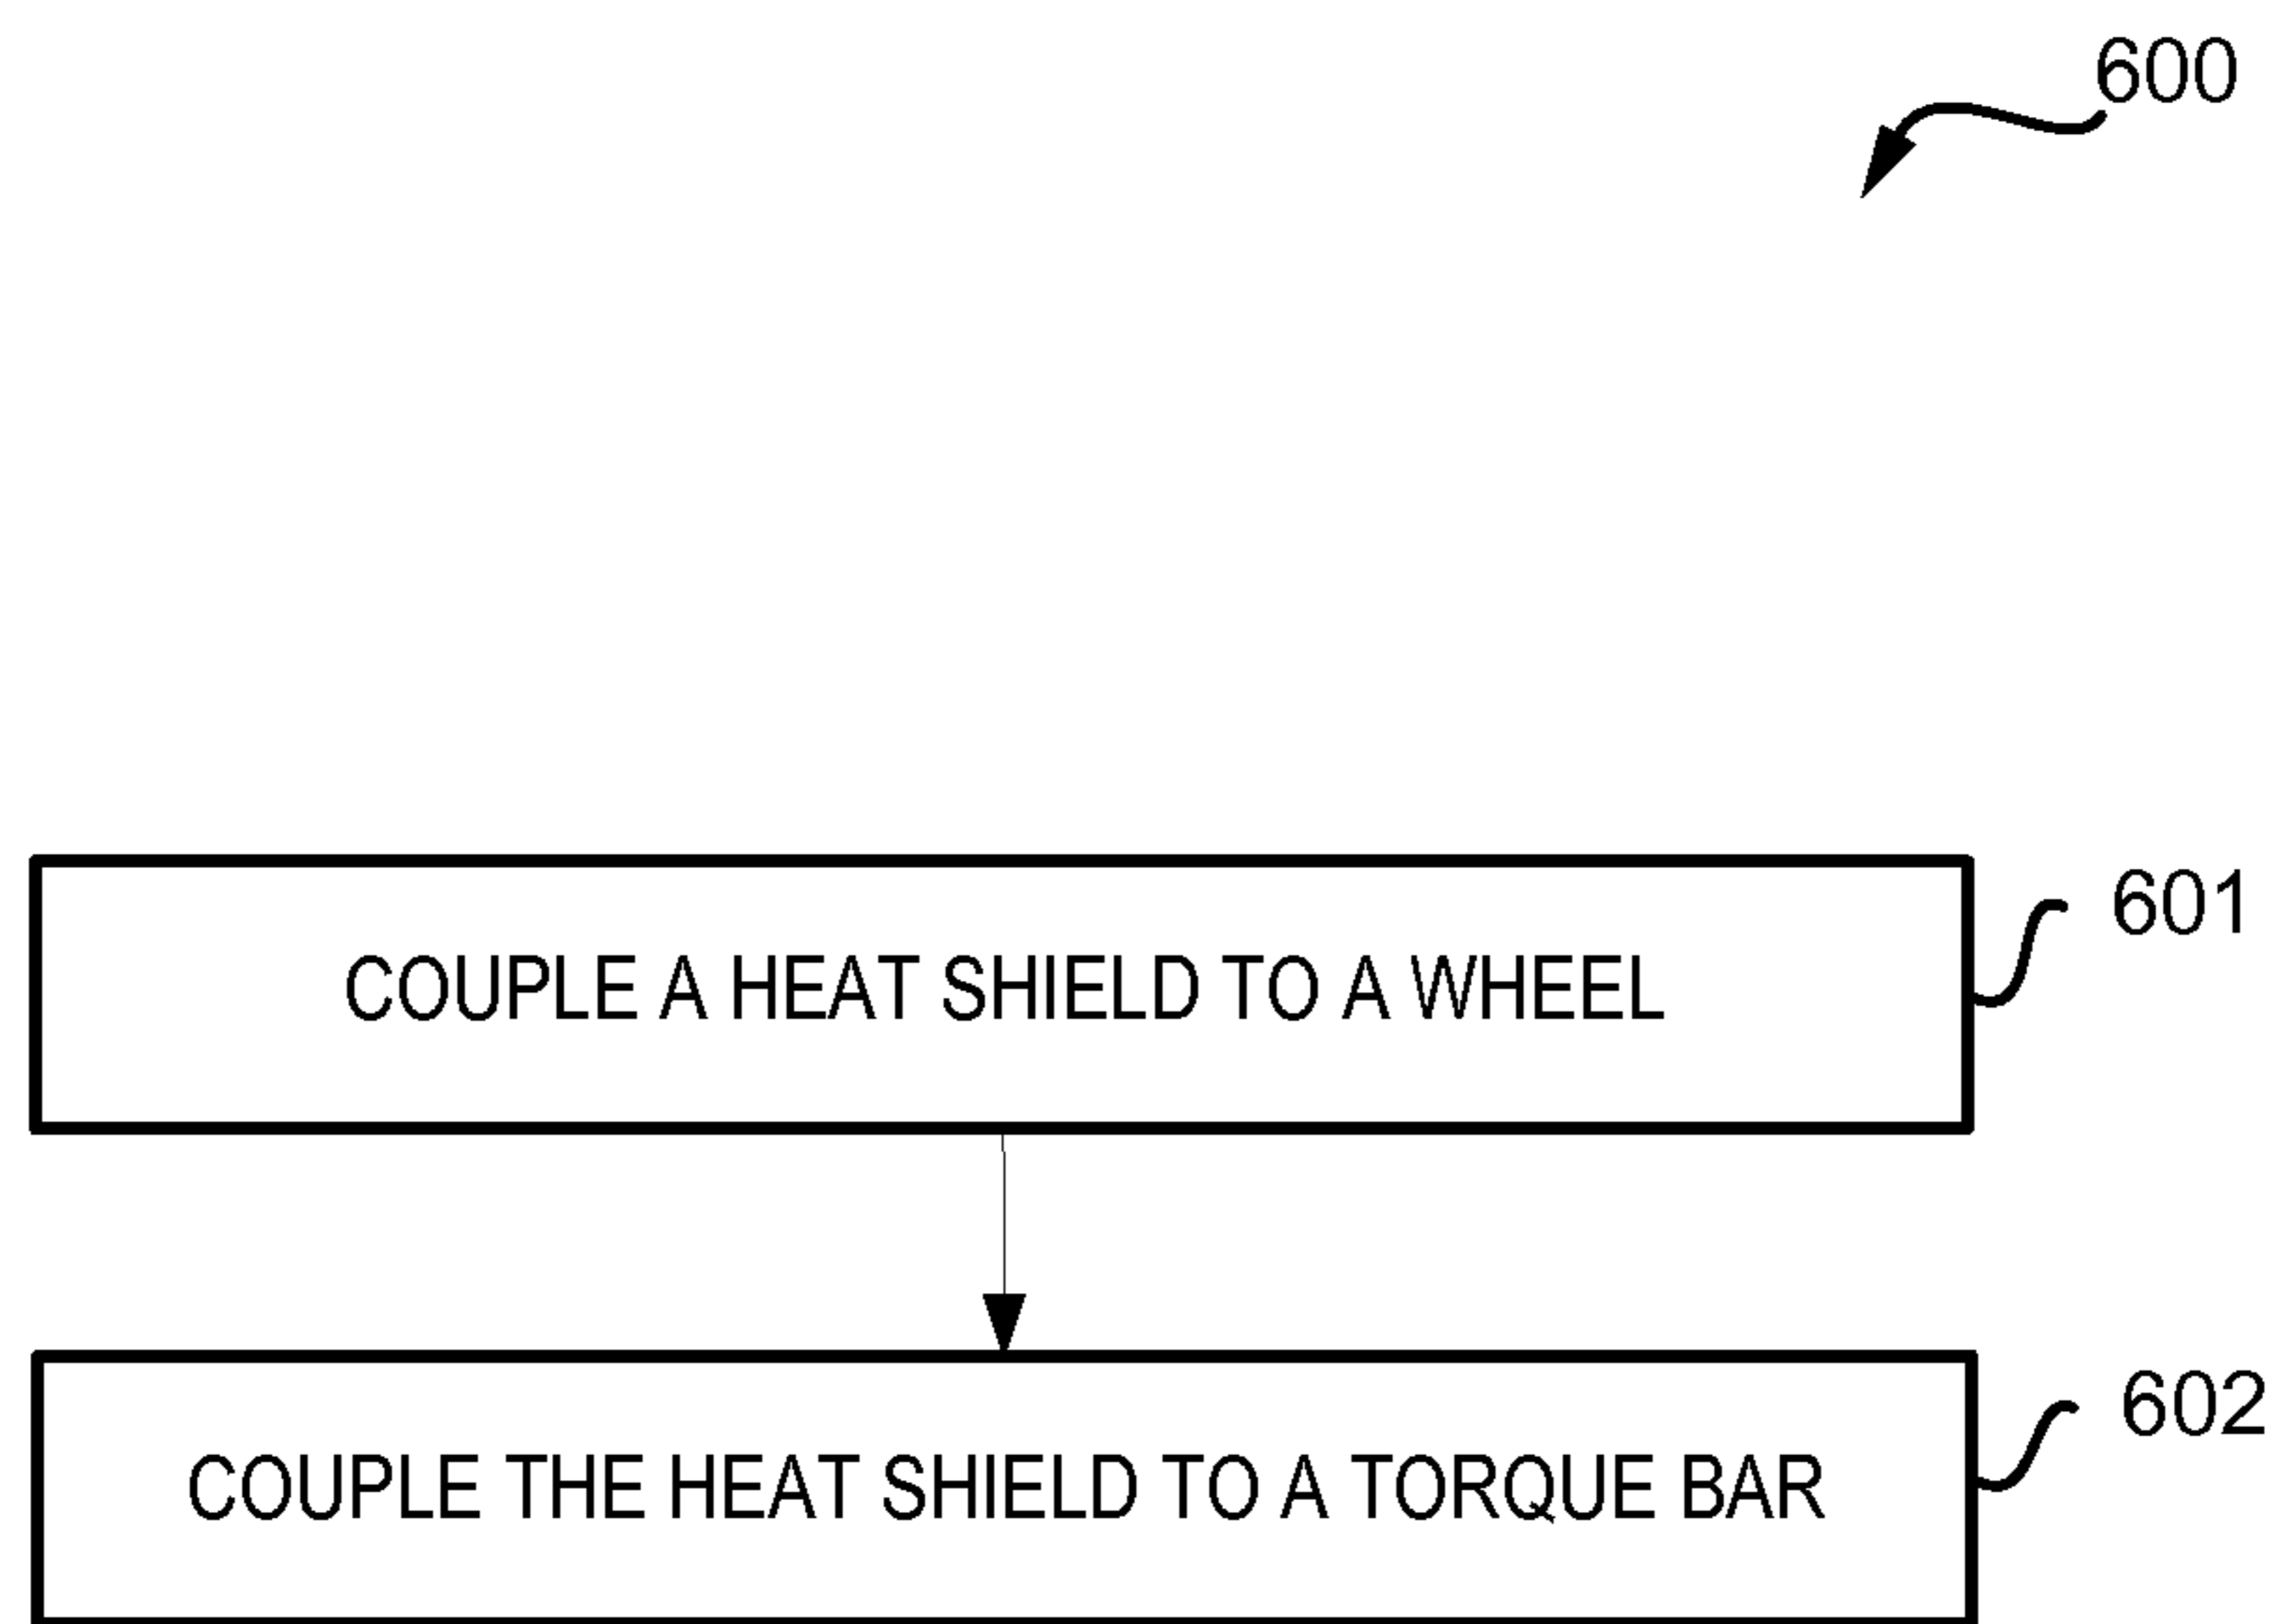 600
COUPLE A HEAT SHIELD TO A WHEEL
601
COUPLE THE HEAT SHIELD TO A TORQUE BAR
602